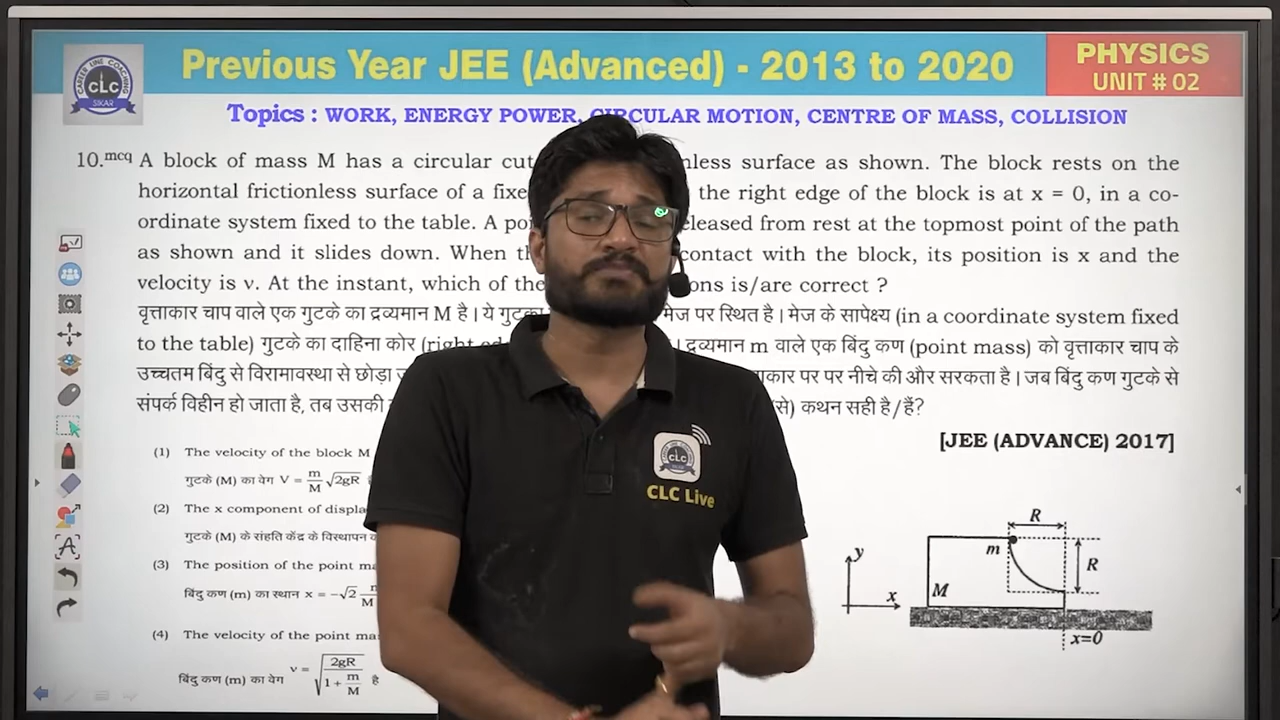 Previous Year JEE (Advanced) - 2013 to 2020
PHYSICS
UNIT # 02
CLC
SIKAR
Topics : WORK, ENERGY POWER, CIRCULAR MOTION, CENTRE OF MASS, COLLISION
10.mcq A block of mass M has a circular cut nless surface as shown. The block rests on the
horizontal frictionless surface of a fixe the right edge of the block is at x = 0, in a co-
ordinate system fixed to the table. A poi eleased from rest at the topmost point of the path
as shown and it slides down. When th contact with the block, its position is x and the
velocity is v. At the instant, which of the ons is/are correct ?
वृत्ताकार चाप वाले एक गुटके का द्रव्यमान M है। ये गुटका मेज पर स्थित है। मेज के सापेक्ष्य (in a coordinate system fixed
to the table) गुटके का दाहिना कोर (right ed द्रव्यमान m वाले एक बिंदु कण (point mass) को वृत्ताकार चाप के
उच्चतम बिंदु से विरामावस्था से छोड़ा ज ाकार पर पर नीचे की और सरकता है। जब बिंदु कण गुटके से
संपर्क विहीन हो जाता है, तब उसकी (से) कथन सही है/हैं?
[JEE (ADVANCE) 2017]
(1) The velocity of the block M
गुटके (M) का वेग V = m/M √2gR
(2) The x component of displa
गुटके (M) के संहति केंद्र के विस्थापन क
(3) The position of the point ma
बिंदु कण (m) का स्थान x = −√2 m/M
(4) The velocity of the point ma
बिंदु कण (m) का वेग v = √(2gR/(1 + m/M)) है
R
m
R
M
y
x
x=0
CLC
CLC Live